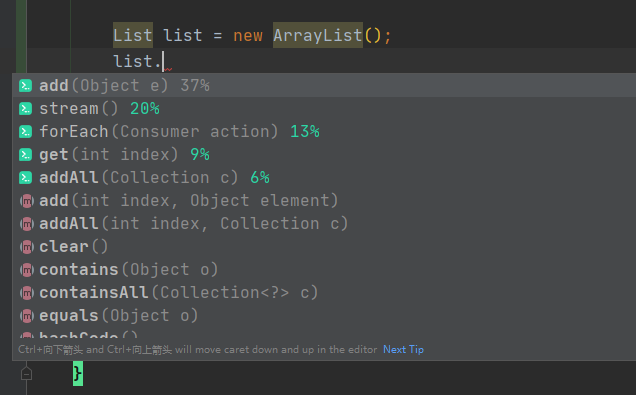 List list = new ArrayList();
list.
add(Object e) 37%
stream() 20%
forEach(Consumer action) 13%
get(int index) 9%
addAll(Collection c) 6%
add(int index, Object element)
addAll(int index, Collection c)
clear()
contains(Object o)
containsAll(Collection<?> c)
equals(Object o)
hashCode()
Ctrl+向下箭头 and Ctrl+向上箭头 will move caret down and up in the editor Next Tip
}